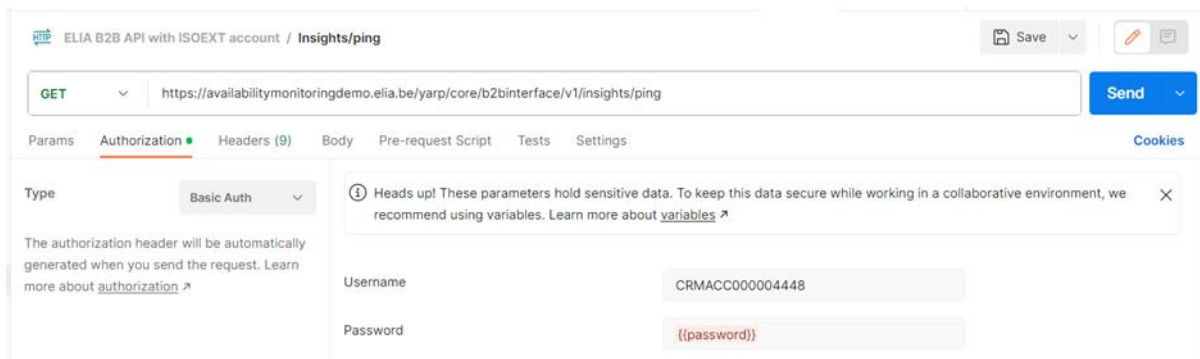 HTTP ELIA B2B API with ISOEXT account / Insights/ping
Save
GET https://availabilitymonitoringdemo.elia.be/yarp/core/b2binterface/v1/insights/ping Send
Params Authorization Headers (9) Body Pre-request Script Tests Settings Cookies
Type Basic Auth
The authorization header will be automatically
generated when you send the request. Learn
more about authorization ↗
Heads up! These parameters hold sensitive data. To keep this data secure while working in a collaborative environment, we
recommend using variables. Learn more about variables ↗
Username CRMACC000004448
Password {{password}}